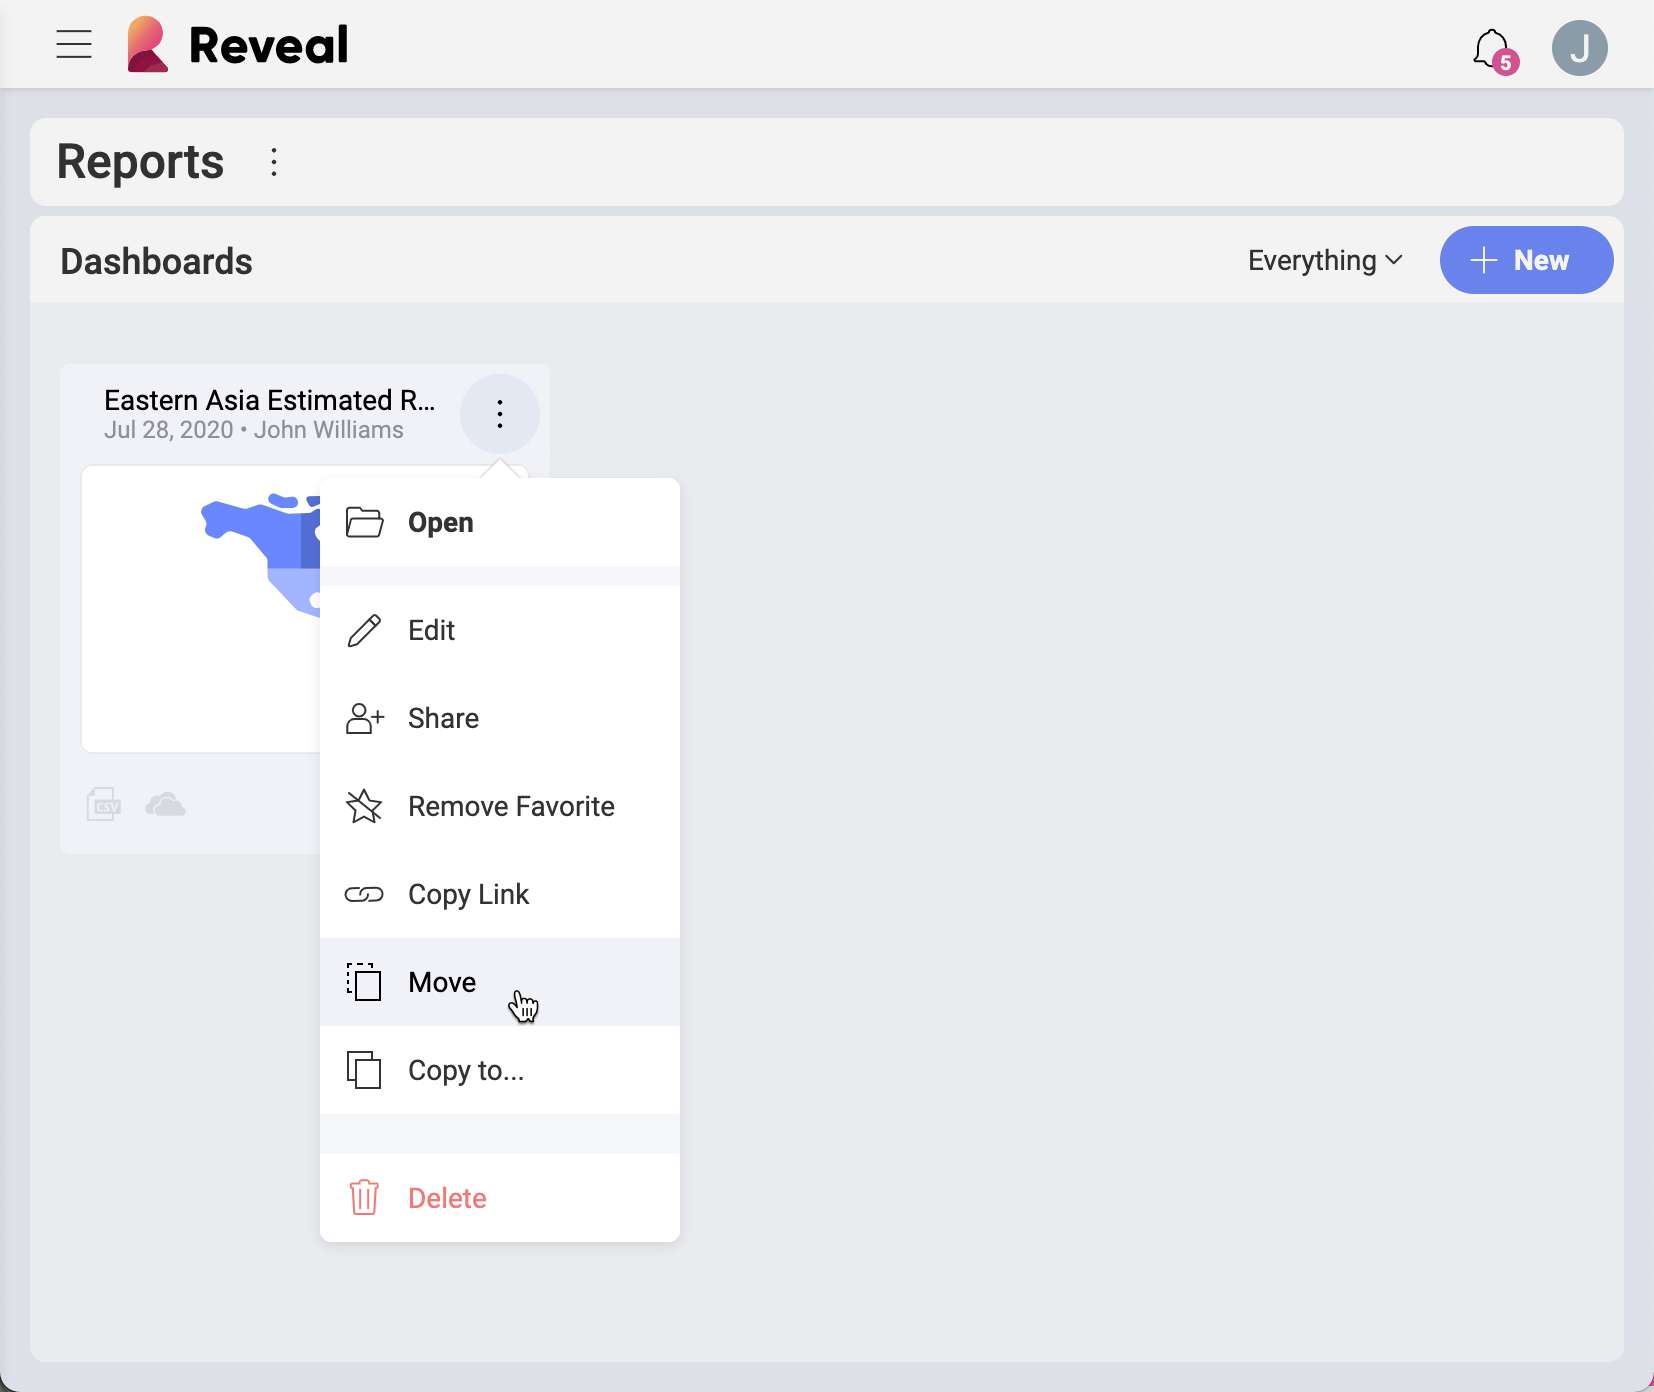 Reveal
5
J
Reports
Dashboards
Everything
New
Eastern Asia Estimated R...
Jul 28, 2020 • John Williams
Open
Edit
Share
Remove Favorite
CSV
Copy Link
Move
Copy to...
Delete